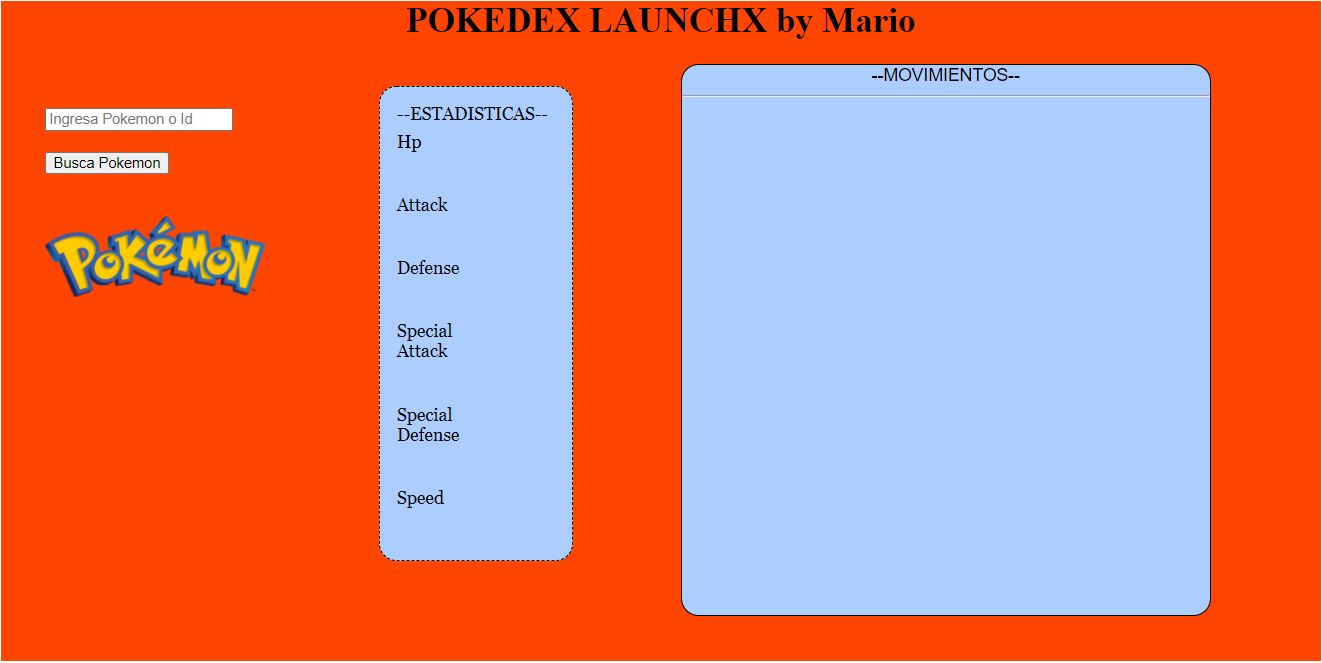 POKEDEX LAUNCHX by Mario
Ingresa Pokemon o Id
Busca Pokemon
POKéMON
--ESTADISTICAS--
Hp
Attack
Defense
Special
Attack
Special
Defense
Speed
--MOVIMIENTOS--